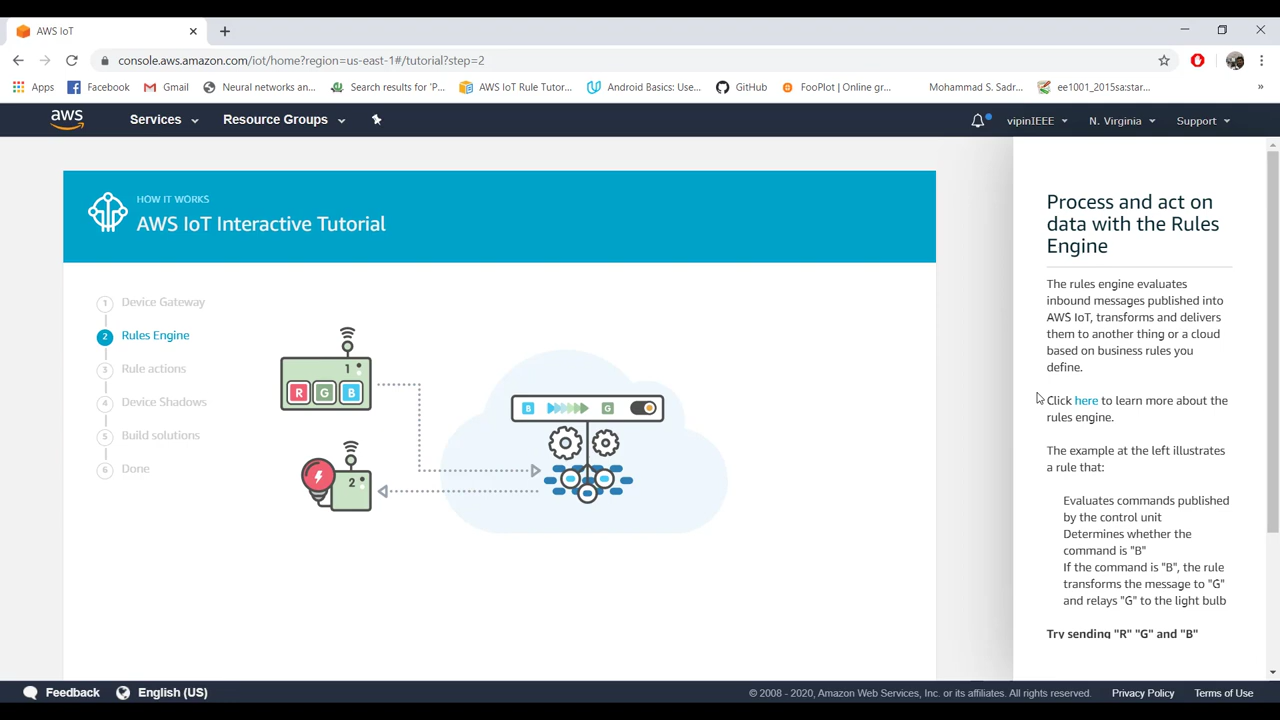 AWS IoT
console.aws.amazon.com/iot/home?region=us-east-1#/tutorial?step=2
Apps
Facebook
Gmail
Neural networks an...
Search results for 'P...
AWS IoT Rule Tutor...
Android Basics: Use...
GitHub
FooPlot | Online gr...
Mohammad S. Sadr...
ee1001_2015sa:star...
»
aws
Services
Resource Groups
vipinIEEE
N. Virginia
Support
HOW IT WORKS
AWS IoT Interactive Tutorial
1 Device Gateway
2 Rules Engine
3 Rule actions
4 Device Shadows
5 Build solutions
6 Done
1
R G B
2
B G
Process and act on
data with the Rules
Engine
The rules engine evaluates
inbound messages published into
AWS IoT, transforms and delivers
them to another thing or a cloud
based on business rules you
define.
Click here to learn more about the
rules engine.
The example at the left illustrates
a rule that:
Evaluates commands published
by the control unit
Determines whether the
command is "B"
If the command is "B", the rule
transforms the message to "G"
and relays "G" to the light bulb
Try sending "R" "G" and "B"
Feedback
English (US)
© 2008 - 2020, Amazon Web Services, Inc. or its affiliates. All rights reserved.
Privacy Policy
Terms of Use